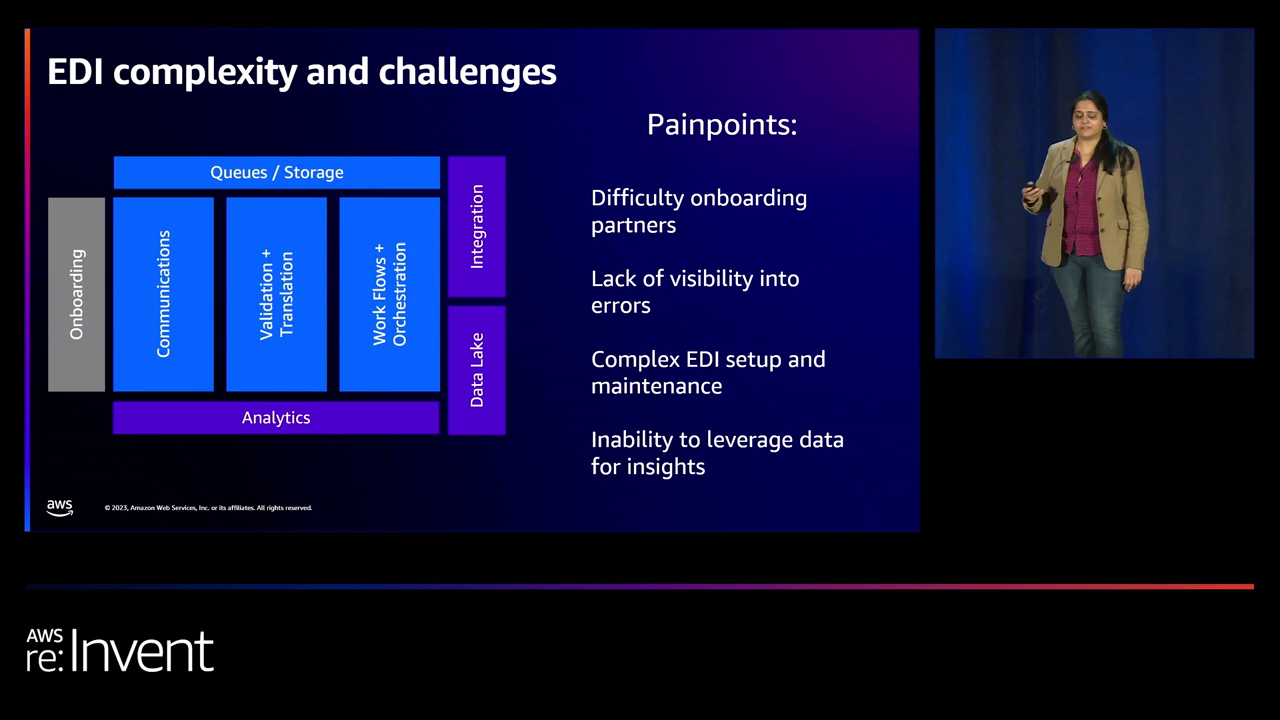 EDI complexity and challenges
Painpoints:
Queues / Storage
Onboarding
Communications
Validation +
Translation
Work Flows +
Orchestration
Integration
Data Lake
Analytics
Difficulty onboarding
partners
Lack of visibility into
errors
Complex EDI setup and
maintenance
Inability to leverage data
for insights
aws
© 2023, Amazon Web Services, Inc. or its affiliates. All rights reserved.
AWS
re:Invent